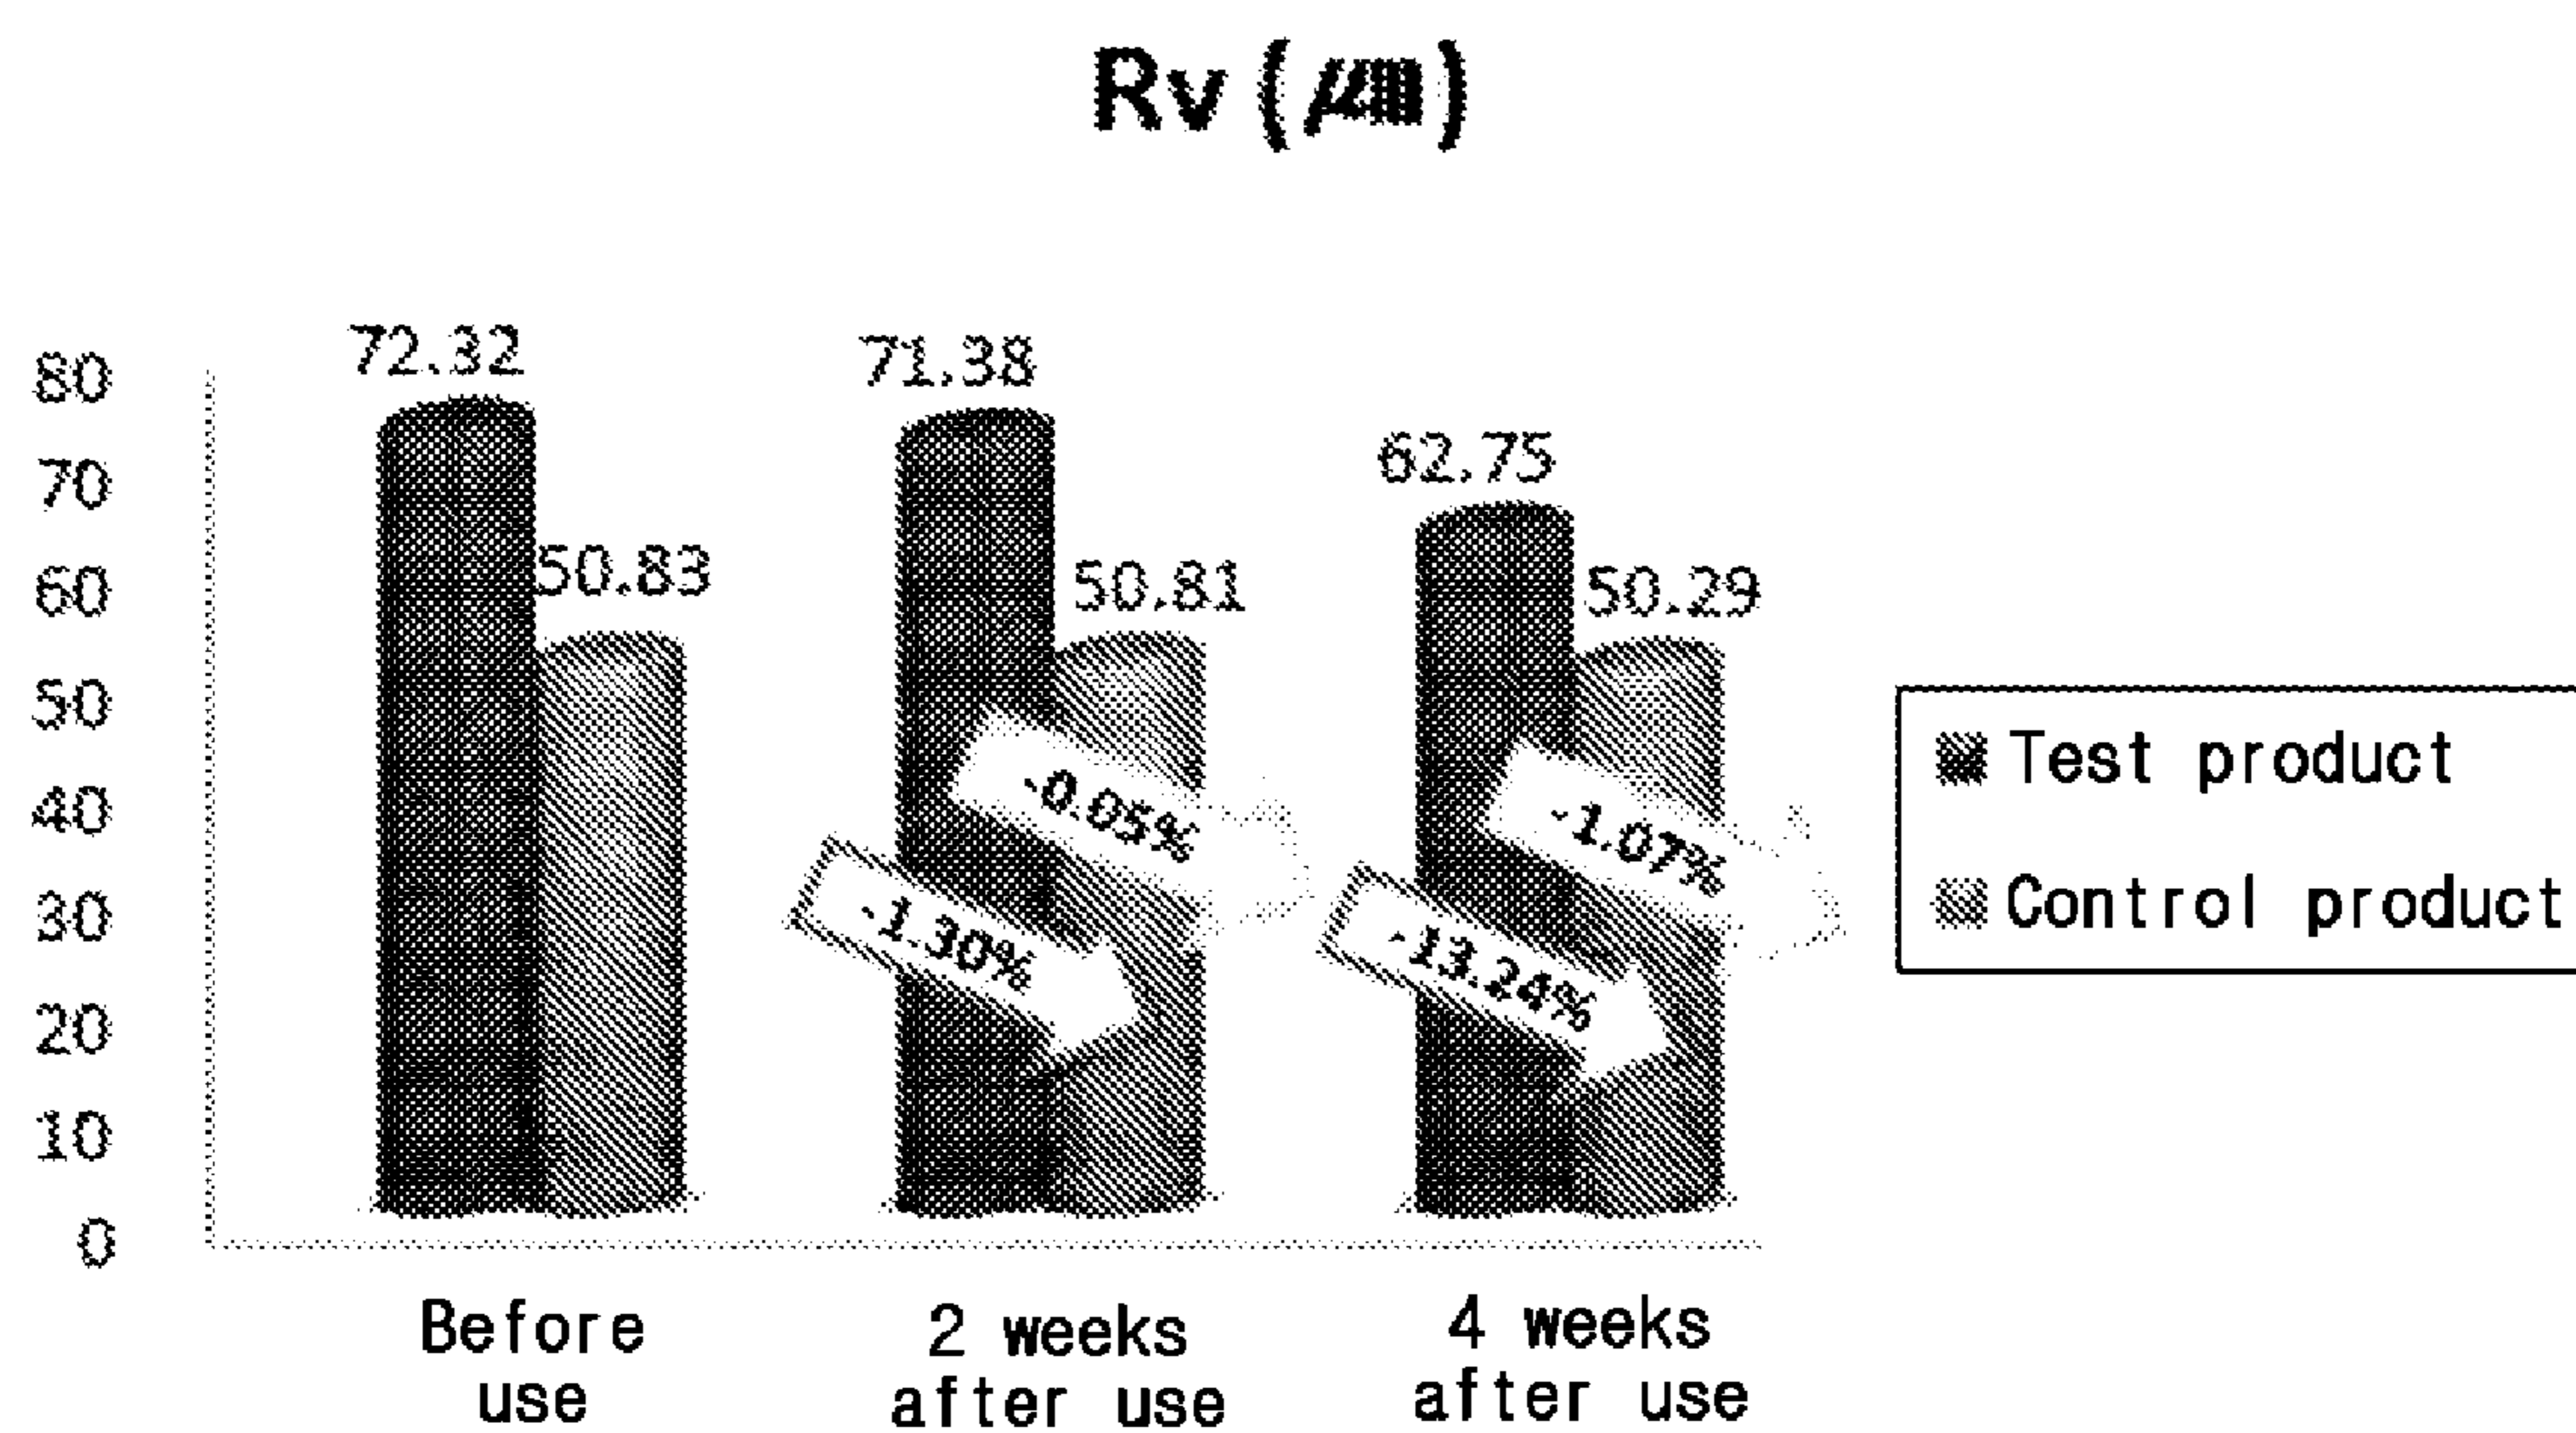 Rv (㎛)
80
70
60
50
40
30
20
10
0
72.32
50.83
71.38
50.81
62.75
50.29
-0.05%
-1.30%
-1.07%
-13.24%
Before
use
2 weeks
after use
4 weeks
after use
Test product
Control product